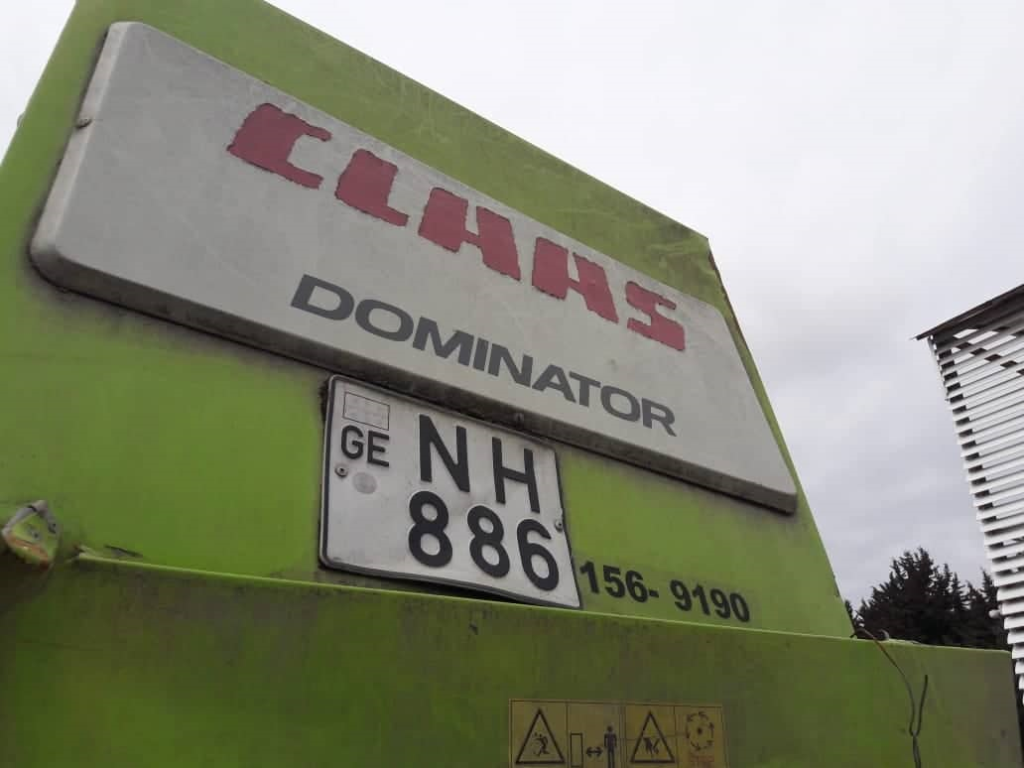 CLAAS
DOMINATOR
GE
NH
886
156- 9190